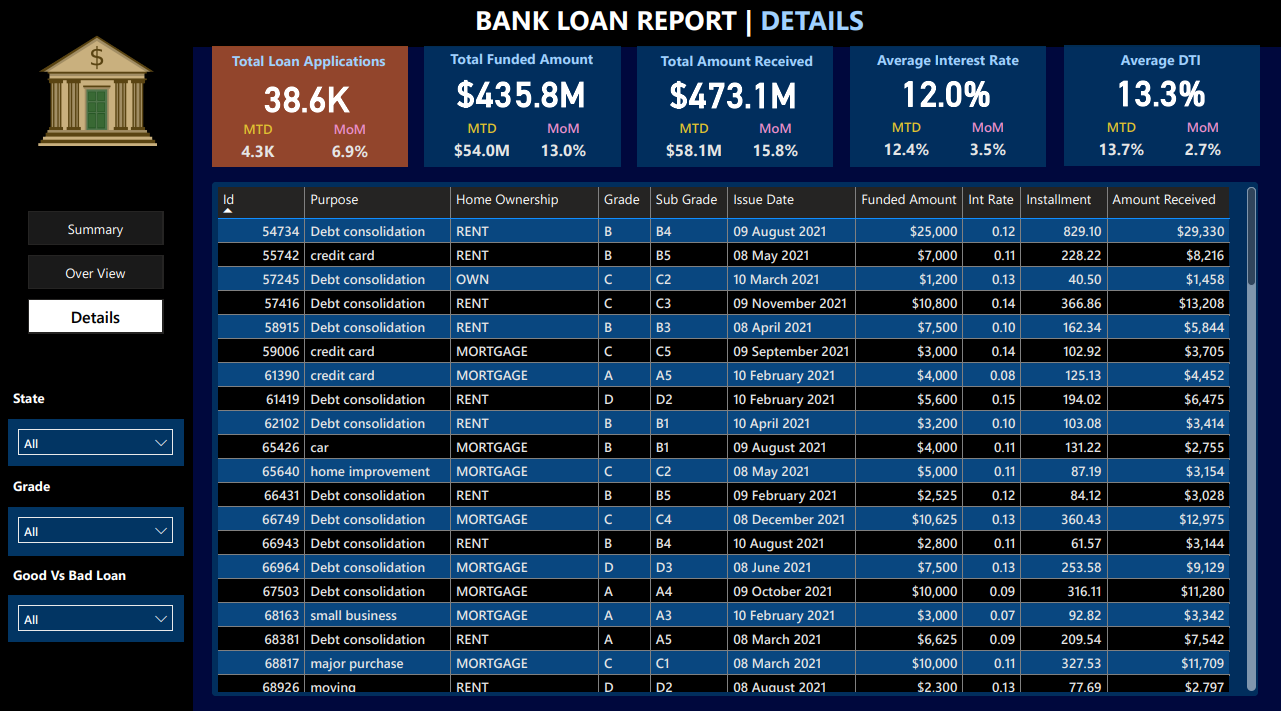 BANK LOAN REPORT | DETAILS
$
Total Loan Applications
38.6K
MTD MoM
4.3K 6.9%
Total Funded Amount
$435.8M
MTD MoM
$54.0M 13.0%
Total Amount Received
$473.1M
MTD MoM
$58.1M 15.8%
Average Interest Rate
12.0%
MTD MoM
12.4% 3.5%
Average DTI
13.3%
MTD MoM
13.7% 2.7%
Summary
Over View
Details
State
All
Grade
All
Good Vs Bad Loan
All
Id Purpose Home Ownership Grade Sub Grade Issue Date Funded Amount Int Rate Installment Amount Received
54734 Debt consolidation RENT B B4 09 August 2021 $25,000 0.12 829.10 $29,330
55742 credit card RENT B B5 08 May 2021 $7,000 0.11 228.22 $8,216
57245 Debt consolidation OWN C C2 10 March 2021 $1,200 0.13 40.50 $1,458
57416 Debt consolidation RENT C C3 09 November 2021 $10,800 0.14 366.86 $13,208
58915 Debt consolidation RENT B B3 08 April 2021 $7,500 0.10 162.34 $5,844
59006 credit card MORTGAGE C C5 09 September 2021 $3,000 0.14 102.92 $3,705
61390 credit card MORTGAGE A A5 10 February 2021 $4,000 0.08 125.13 $4,452
61419 Debt consolidation RENT D D2 10 February 2021 $5,600 0.15 194.02 $6,475
62102 Debt consolidation RENT B B1 10 April 2021 $3,200 0.10 103.08 $3,414
65426 car MORTGAGE B B1 09 August 2021 $4,000 0.11 131.22 $2,755
65640 home improvement MORTGAGE C C2 08 May 2021 $5,000 0.11 87.19 $3,154
66431 Debt consolidation RENT B B5 09 February 2021 $2,525 0.12 84.12 $3,028
66749 Debt consolidation MORTGAGE C C4 08 December 2021 $10,625 0.13 360.43 $12,975
66943 Debt consolidation RENT B B4 10 August 2021 $2,800 0.11 61.57 $3,144
66964 Debt consolidation MORTGAGE D D3 08 June 2021 $7,500 0.13 253.58 $9,129
67503 Debt consolidation MORTGAGE A A4 09 October 2021 $10,000 0.09 316.11 $11,280
68163 small business MORTGAGE A A3 10 February 2021 $3,000 0.07 92.82 $3,342
68381 Debt consolidation RENT A A5 08 March 2021 $6,625 0.09 209.54 $7,542
68817 major purchase MORTGAGE C C1 08 March 2021 $10,000 0.11 327.53 $11,709
68926 moving RENT D D2 08 August 2021 $2,300 0.13 77.69 $2,797